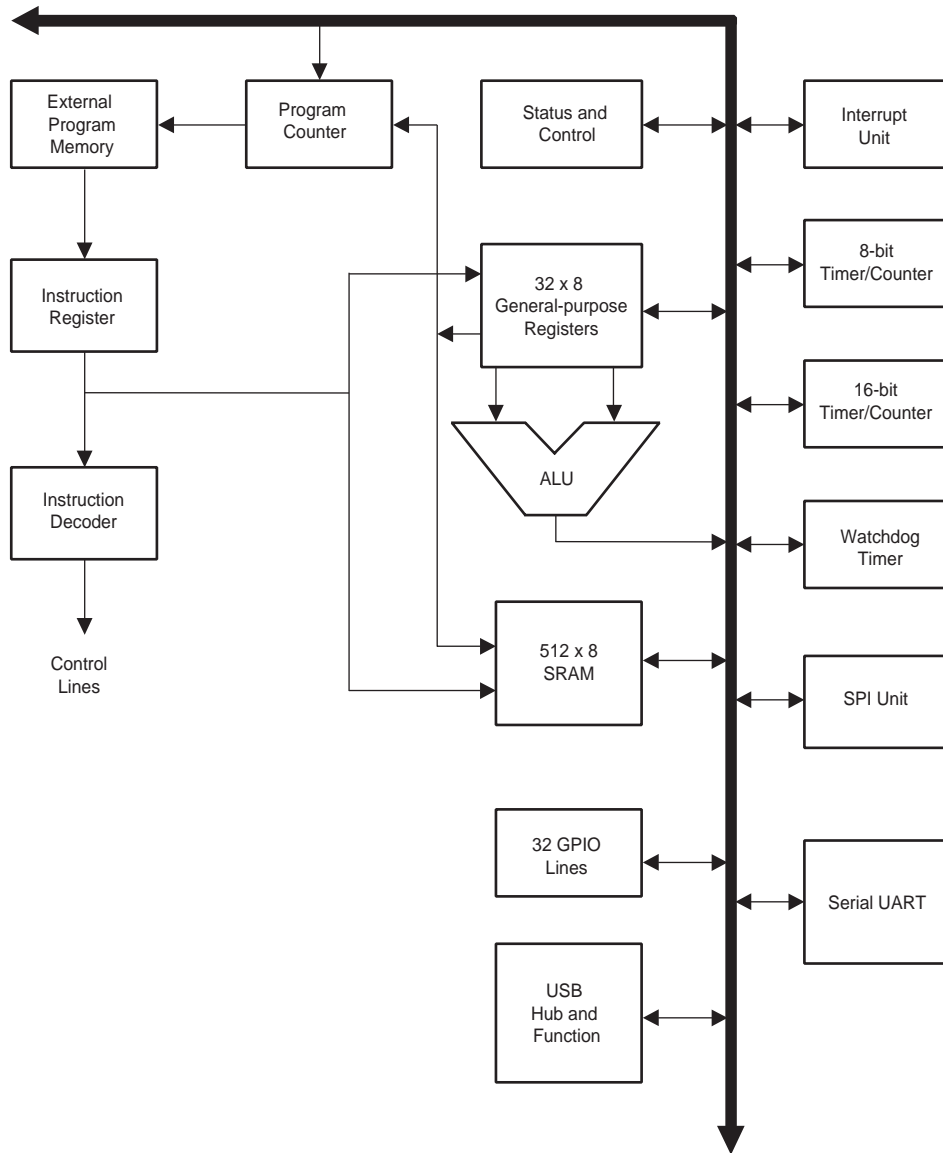 External
Program
Memory
Program
Counter
Status and
Control
Interrupt
Unit
8-bit
Timer/Counter
Instruction
Register
32 x 8
General-purpose
Registers
16-bit
Timer/Counter
Instruction
Decoder
ALU
Watchdog
Timer
Control
Lines
512 x 8
SRAM
SPI Unit
32 GPIO
Lines
Serial UART
USB
Hub and
Function